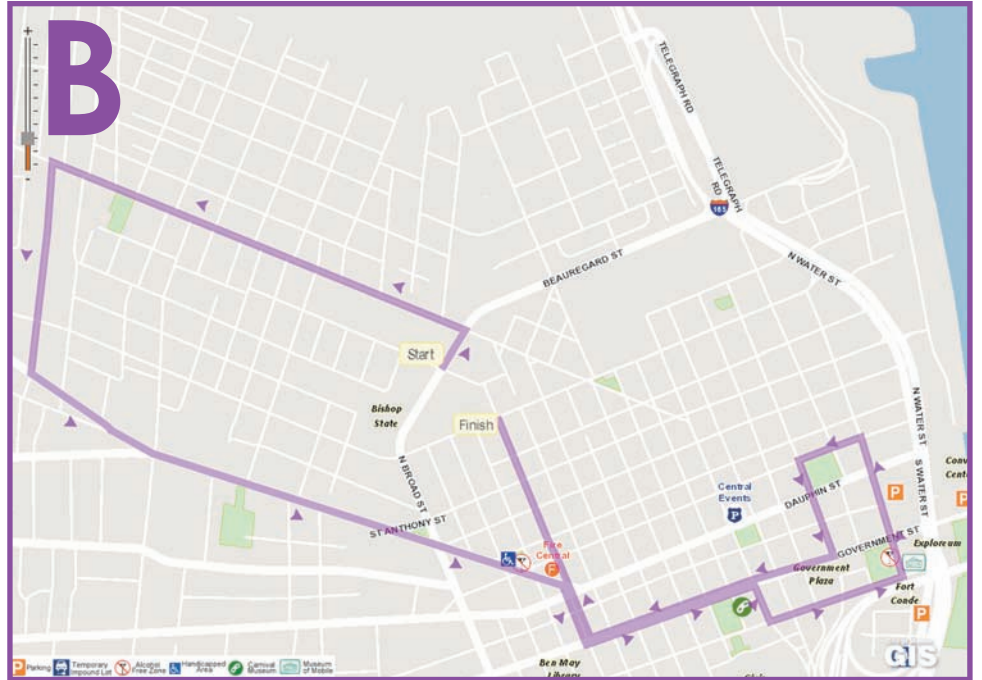 B
+
-
TELEGRAPH RD
TELEGRAPH
RD
165
BEAUREGARD ST
N WATER ST
Start
Bishop
State
Finish
N WATER ST
S WATER ST
N BROAD ST
ST ANTHONY ST
Central
Events
P
DAUPHIN ST
Conv
Cent
P
P
GOVERNMENT ST
Exploreum
Fire
Central
F
Government
Plaza
Fort
Conde
P
Ben May
Library
GIS
P Parking
Temporary
Impound Lot
Alcohol
Free Zone
Handicapped
Area
Carnival
Museum
Museum
of Mobile